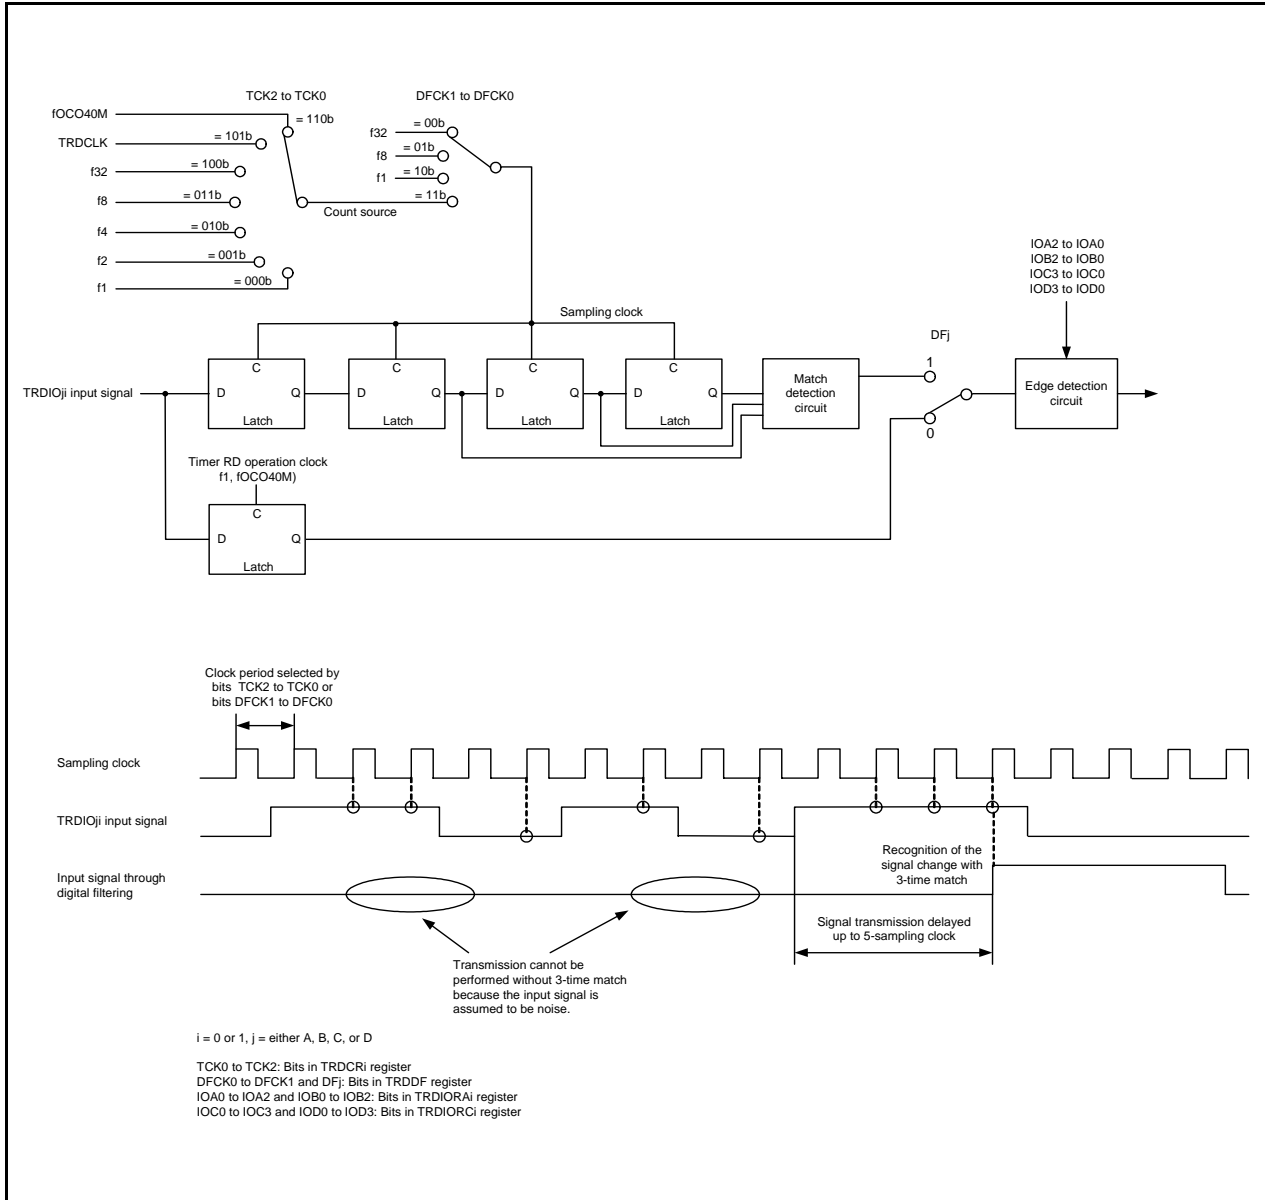 TCK2 to TCK0
DFCK1 to DFCK0
fOCO40M
= 110b
TRDCLK
= 101b
f32
= 100b
f8
= 011b
f4
= 010b
f2
= 001b
f1
= 000b
f32
= 00b
f8
= 01b
f1
= 10b
= 11b
Count source
IOA2 to IOA0
IOB2 to IOB0
IOC3 to IOC0
IOD3 to IOD0
Sampling clock
DFj
1
0
TRDIOji input signal
C
D
Q
Latch
C
D
Q
Latch
C
D
Q
Latch
C
D
Q
Latch
Match
detection
circuit
Edge detection
circuit
Timer RD operation clock
f1, fOCO40M)
C
D
Q
Latch
Clock period selected by
bits TCK2 to TCK0 or
bits DFCK1 to DFCK0
Sampling clock
TRDIOji input signal
Input signal through
digital filtering
Recognition of the
signal change with
3-time match
Signal transmission delayed
up to 5-sampling clock
Transmission cannot be
performed without 3-time match
because the input signal is
assumed to be noise.
i = 0 or 1, j = either A, B, C, or D
TCK0 to TCK2: Bits in TRDCRi register
DFCK0 to DFCK1 and DFj: Bits in TRDDF register
IOA0 to IOA2 and IOB0 to IOB2: Bits in TRDIORAi register
IOC0 to IOC3 and IOD0 to IOD3: Bits in TRDIORCi register